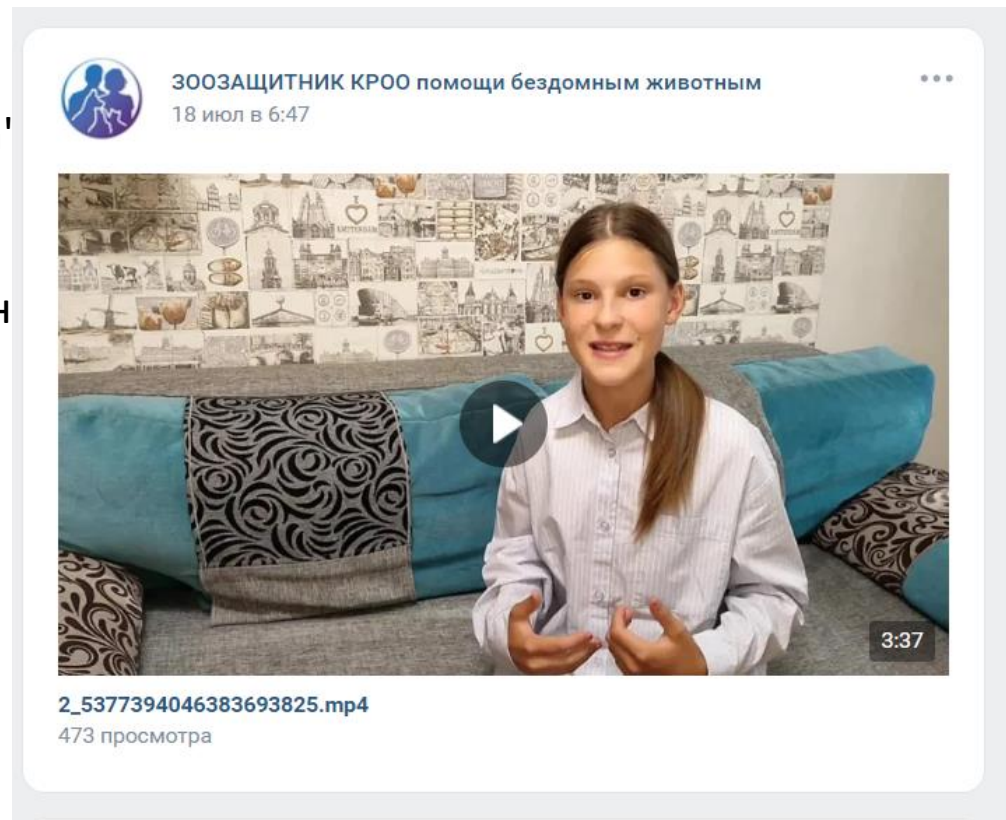 ЗООЗАЩИТНИК КРОО помощи бездомным животным
18 июл в 6:47
3:37
2_5377394046383693825.mp4
473 просмотра